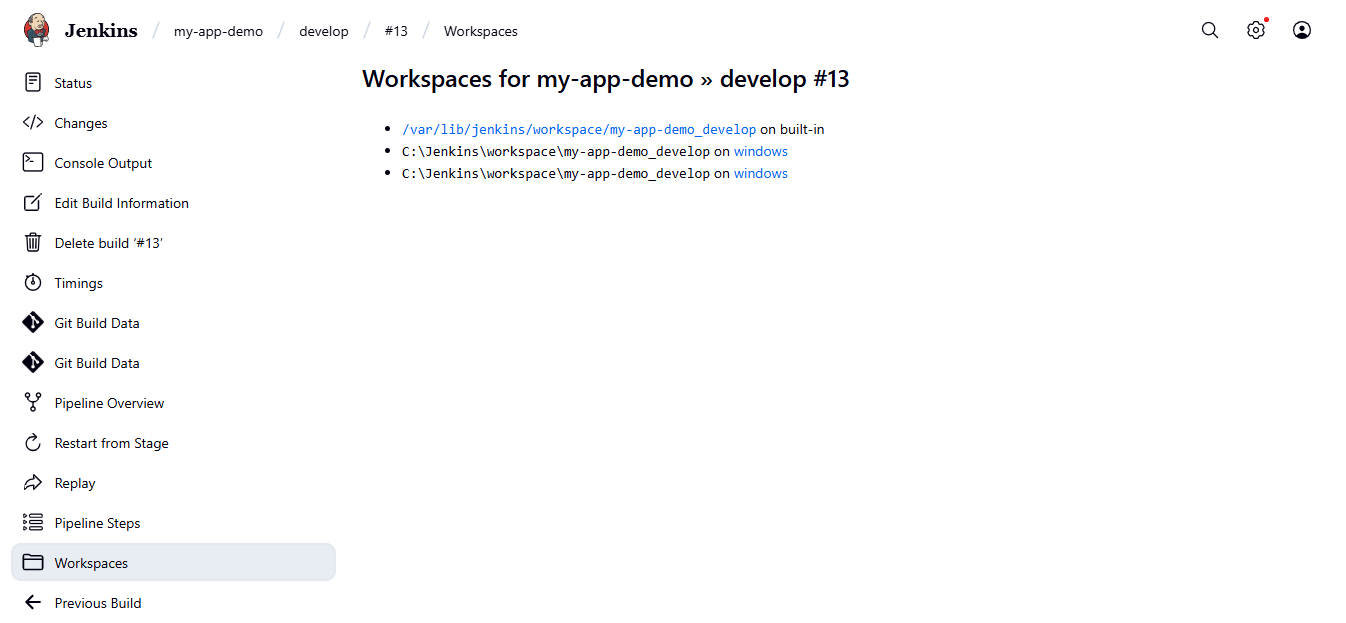 Jenkins / my-app-demo / develop / #13 / Workspaces
Status
Changes
Console Output
Edit Build Information
Delete build ‘#13’
Timings
Git Build Data
Git Build Data
Pipeline Overview
Restart from Stage
Replay
Pipeline Steps
Workspaces
Previous Build
Workspaces for my-app-demo » develop #13
/var/lib/jenkins/workspace/my-app-demo_develop on built-in
C:\Jenkins\workspace\my-app-demo_develop on windows
C:\Jenkins\workspace\my-app-demo_develop on windows